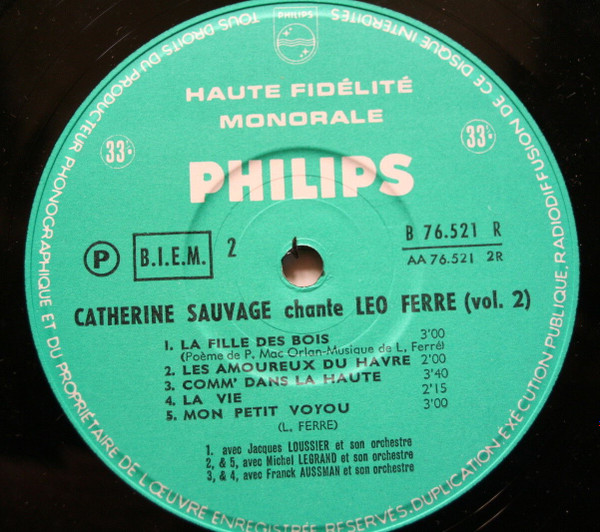 TOUS DROITS DU PRODUCTEUR PHONOGRAPHIQUE ET DU PROPRIÉTAIRE DE L'ŒUVRE ENREGISTRÉE RÉSERVÉS. DUPLICATION EXÉCUTION PUBLIQUE, RADIODIFFUSION DE CE DISQUE INTERDITES
PHILIPS
HAUTE FIDÉLITÉ
MONORALE
33⅓ 33⅓
PHILIPS
P B.I.E.M. 2 B 76.521 R
AA 76.521 2R
CATHERINE SAUVAGE chante LEO FERRE (vol. 2)
1. LA FILLE DES BOIS 3'00
(Poème de P. Mac Orlan-Musique de L. Ferré)
2. LES AMOUREUX DU HAVRE 2'00
3. COMM' DANS LA HAUTE 3'40
4. LA VIE 2'15
5. MON PETIT VOYOU 3'00
(L. FERRE)
1. avec Jacques LOUSSIER et son orchestre
2, & 5, avec Michel LEGRAND et son orchestre
3, & 4, avec Franck AUSSMAN et son orchestre